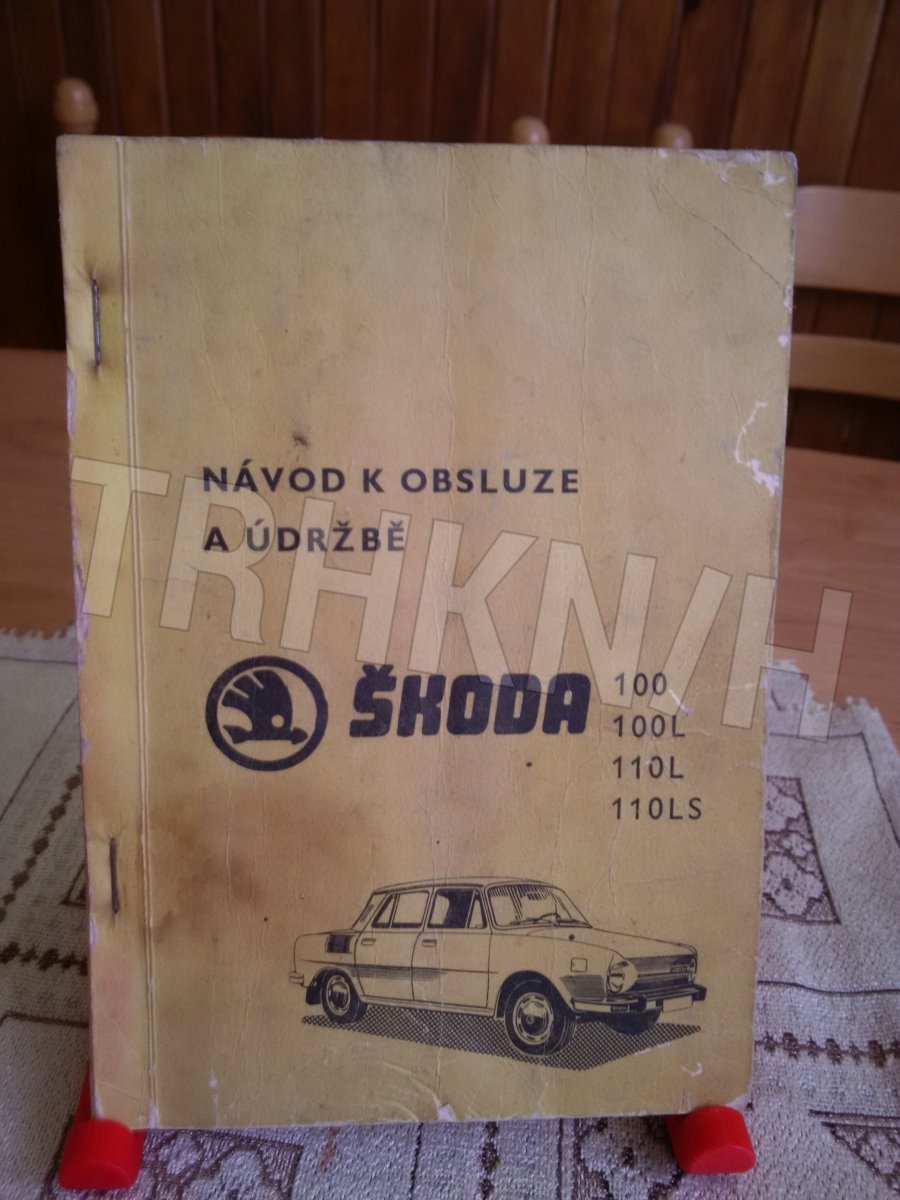 NÁVOD K OBSLUZE
A ÚDRŽBĚ
TRHKNIH
ŠKODA
100
100L
110L
110LS